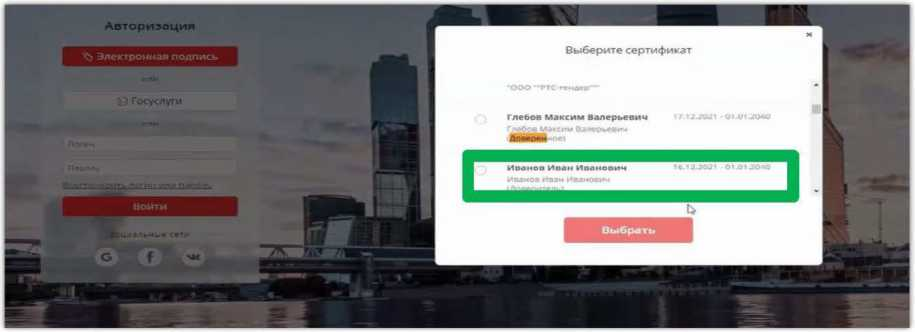 Авторизация
Электронная подпись
или
Госуслуги
или
Логин
Пароль
Восстановить логин или пароль
Войти
Социальные сети
G f
Выберите сертификат
"ООО ""РТС-тендер"""
Глебов Максим Валерьевич 17.12.2021 - 01.01.2040
Глебов Максим Валерьевич
(Доверенное)
Иванов Иван Иванович 16.12.2021 - 01.01.2040
Иванов Иван Иванович
(Доверитель)
Выбрать